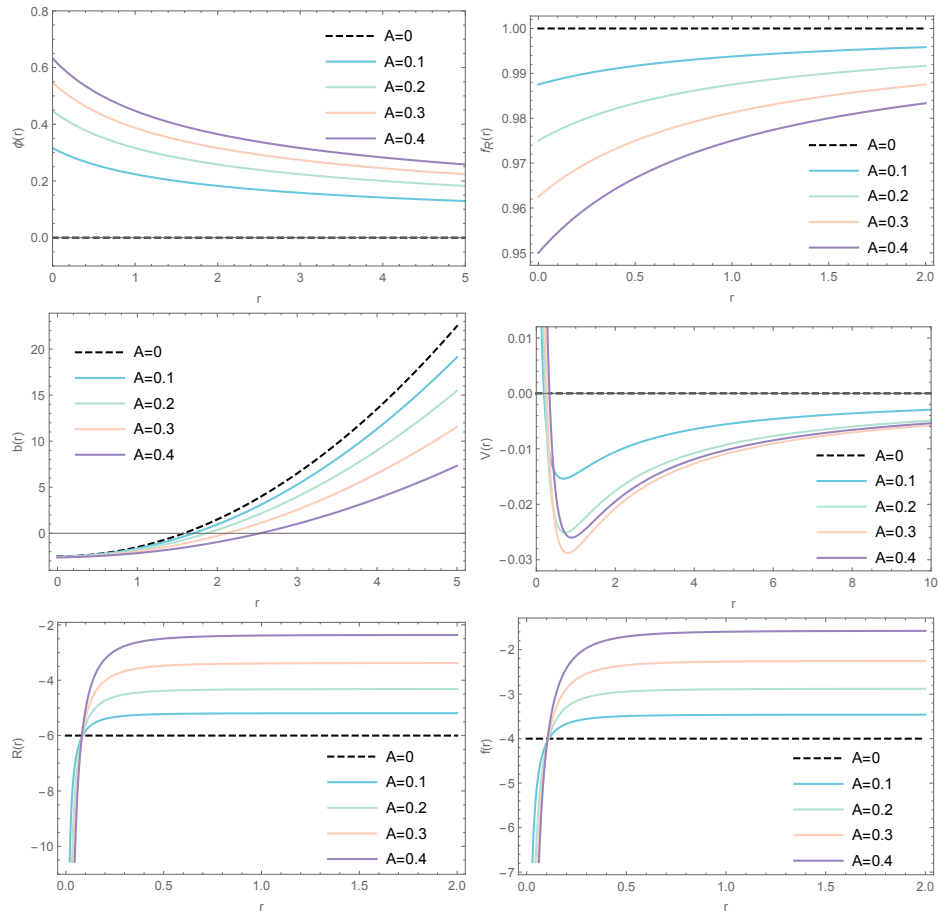 0.8
0.6
0.4
0.2
0.0
ϕ(r)
0 1 2 3 4 5
r
A=0
A=0.1
A=0.2
A=0.3
A=0.4
1.00
0.99
0.98
0.97
0.96
0.95
f_R(r)
0.0 0.5 1.0 1.5 2.0
r
A=0
A=0.1
A=0.2
A=0.3
A=0.4
20
15
10
5
0
b(r)
0 1 2 3 4 5
r
A=0
A=0.1
A=0.2
A=0.3
A=0.4
0.01
0.00
-0.01
-0.02
-0.03
V(r)
0 2 4 6 8 10
r
A=0
A=0.1
A=0.2
A=0.3
A=0.4
-2
-4
-6
-8
-10
R(r)
0.0 0.5 1.0 1.5 2.0
r
A=0
A=0.1
A=0.2
A=0.3
A=0.4
-2
-3
-4
-5
-6
-7
f(r)
0.0 0.5 1.0 1.5 2.0
r
A=0
A=0.1
A=0.2
A=0.3
A=0.4